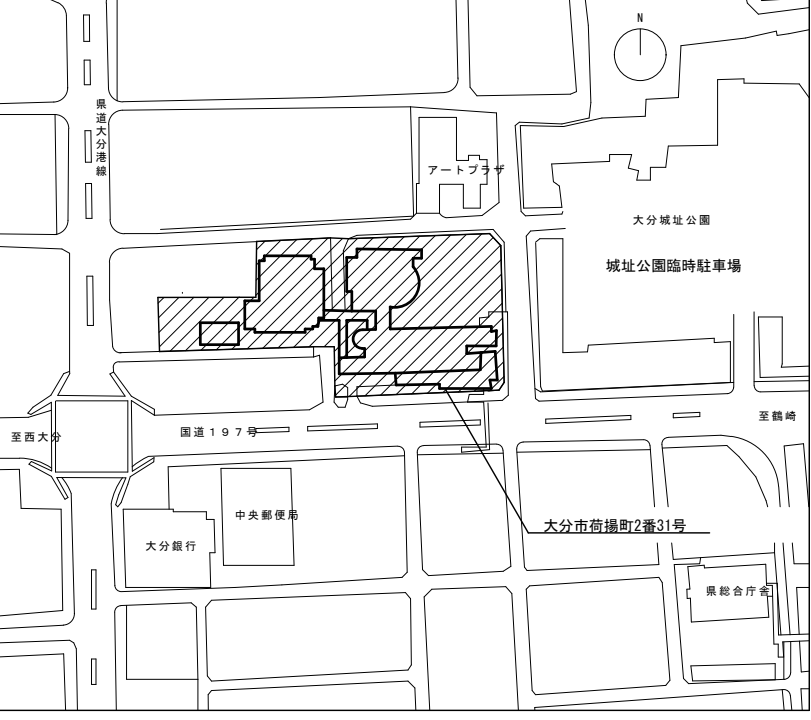 N
県道大分港線
アートプラザ
大分城址公園
城址公園臨時駐車場
至西大分
国道197号
至鶴崎
中央郵便局
大分市荷揚町2番31号
大分銀行
県総合庁舎